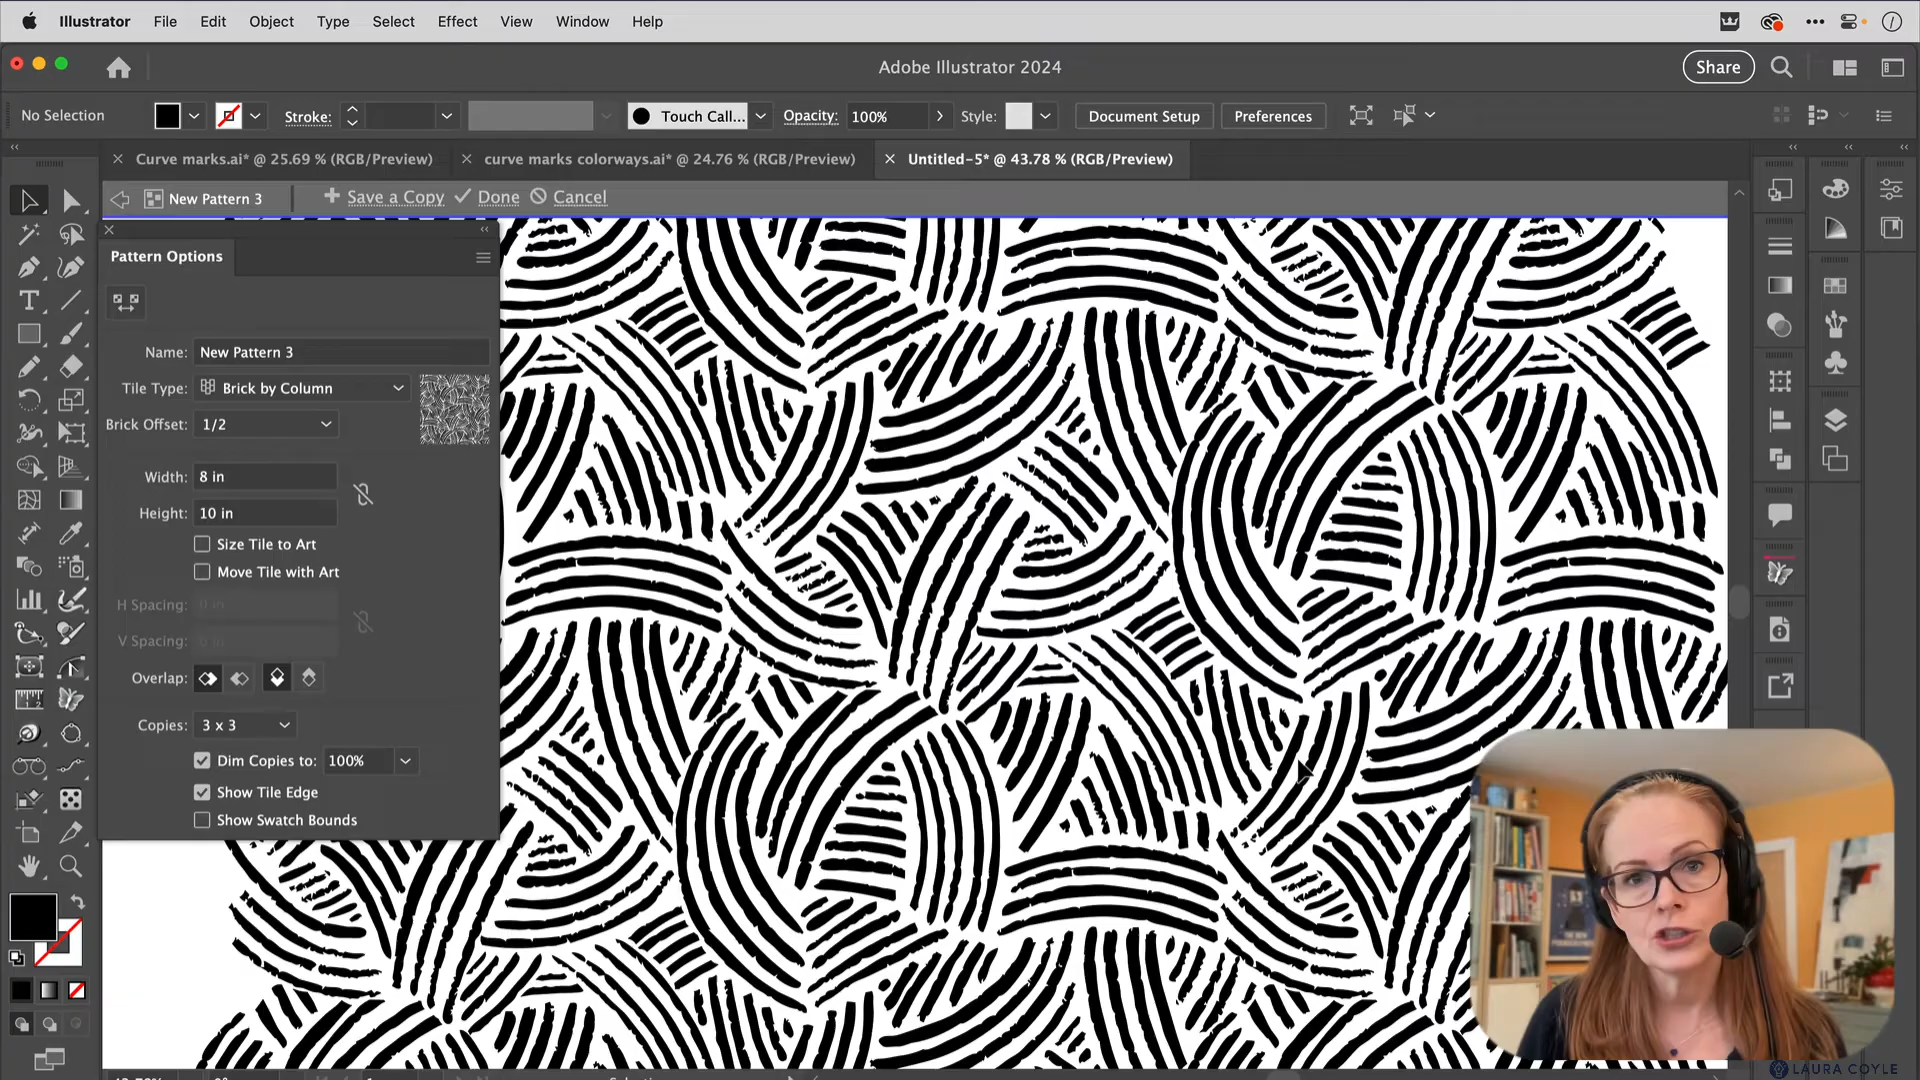 Illustrator File Edit Object Type Select Effect View Window Help
Adobe Illustrator 2024
Share
No Selection
Stroke:
Touch Call...
Opacity: 100%
Style:
Document Setup
Preferences
Curve marks.ai* @ 25.69 % (RGB/Preview)
curve marks colorways.ai* @ 24.76 % (RGB/Preview)
Untitled-5* @ 43.78 % (RGB/Preview)
New Pattern 3
Save a Copy
Done
Cancel
Pattern Options
Name: New Pattern 3
Tile Type: Brick by Column
Brick Offset: 1/2
Width: 8 in
Height: 10 in
Size Tile to Art
Move Tile with Art
H Spacing: 0 in
V Spacing: 0 in
Overlap:
Copies: 3 x 3
Dim Copies to: 100%
Show Tile Edge
Show Swatch Bounds
LAURA COYLE